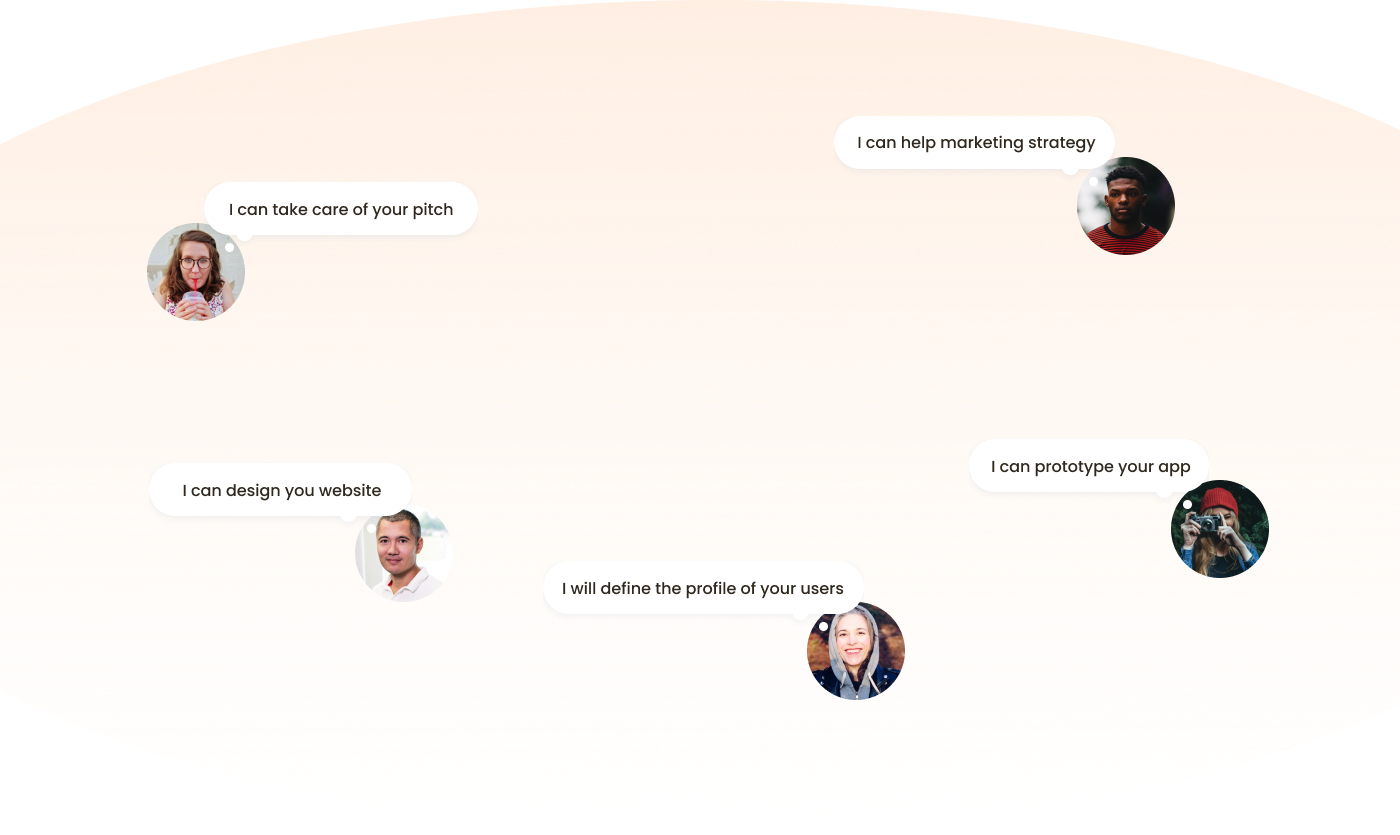 I can help marketing strategy
I can take care of your pitch
I can prototype your app
I can design you website
I will define the profile of your users